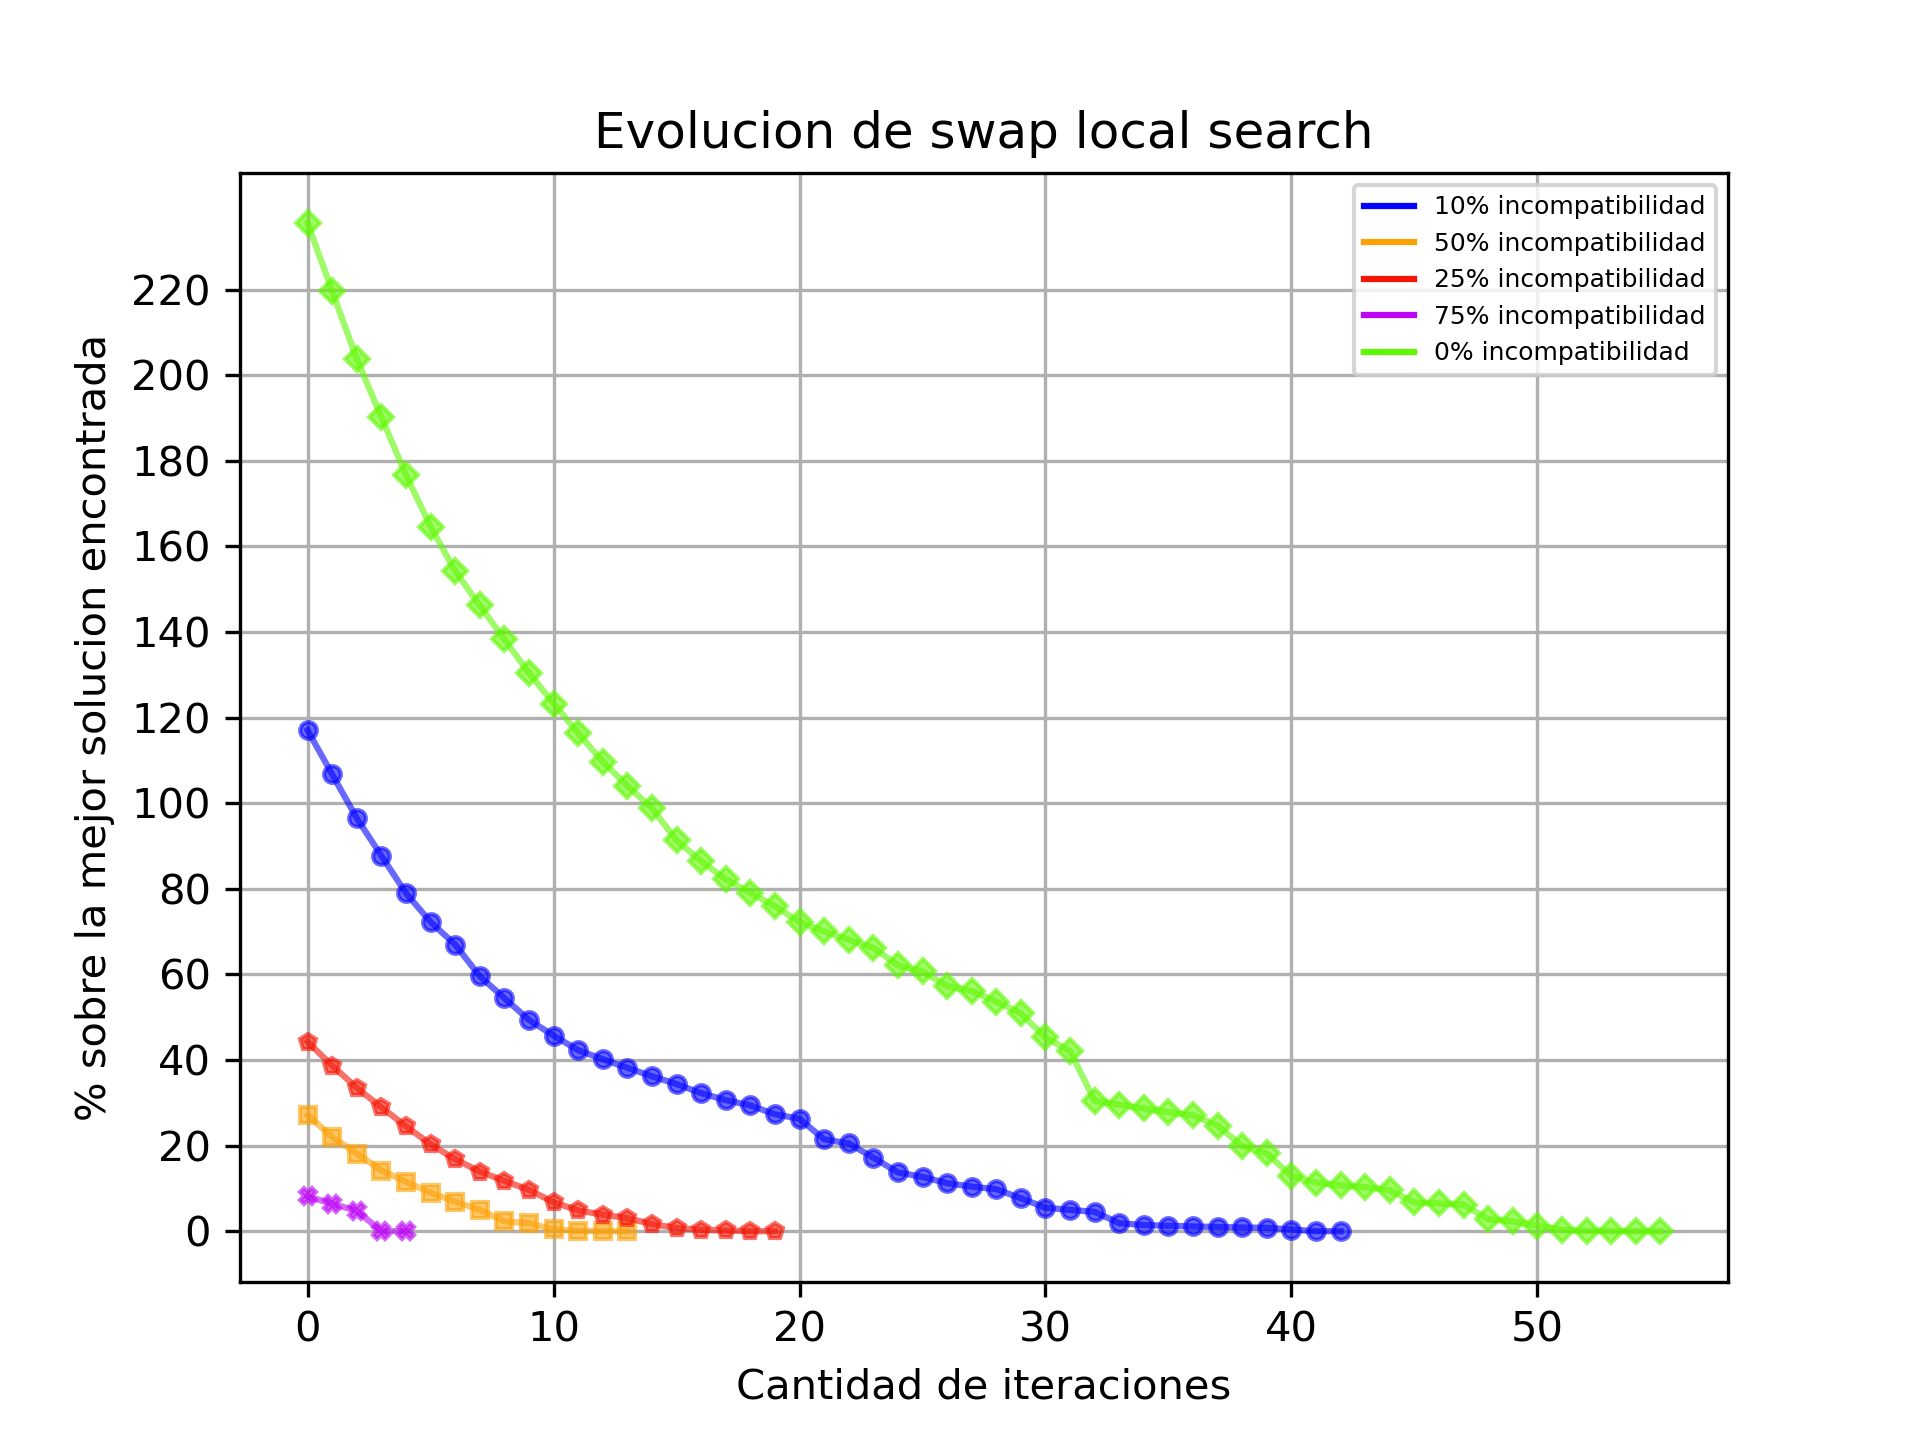 Evolucion de swap local search
10% incompatibilidad
50% incompatibilidad
25% incompatibilidad
75% incompatibilidad
0% incompatibilidad
% sobre la mejor solucion encontrada
220
200
180
160
140
120
100
80
60
40
20
0
0 10 20 30 40 50
Cantidad de iteraciones